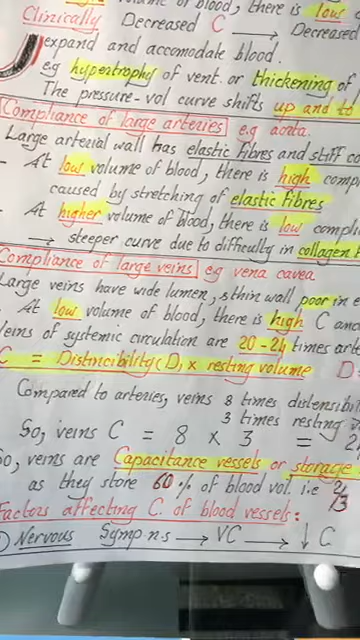 of blood, there is low
Clinically Decreased C → Decreased
expand and accomodate blood.
eg hypertrophy of vent. or thickening of
The pressure-vol curve shifts up and to
Compliance of large arteries e.g aorta.
Large arterial wall has elastic fibres and stiff co
- At low volume of blood, there is high comp
caused by stretching of elastic fibres
- At higher volume of blood, there is low compli
→ steeper curve due to difficulty in collagen
Compliance of large veins eg vena cavea
Large veins have wide lumen, & thin wall poor in e
At low volume of blood, there is high C and
Veins of systemic circulation are 20-24 times arte
C = Distincibility (D) x resting volume D
Compared to arteries, veins 8 times distensibi
3 times resting v
So, veins C = 8 x 3 = 2
So, veins are Capacitance vessels or storage
as they store 60% of blood vol. i.e 2/3
Factors affecting C. of blood vessels:
Nervous Symp.n.s → VC → ↓ C